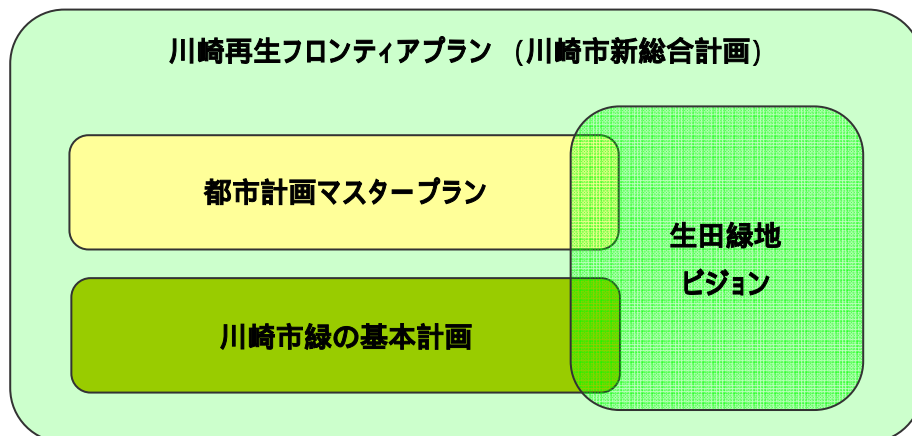 川崎再生フロンティアプラン (川崎市新総合計画)
都市計画マスタープラン
生田緑地
ビジョン
川崎市緑の基本計画